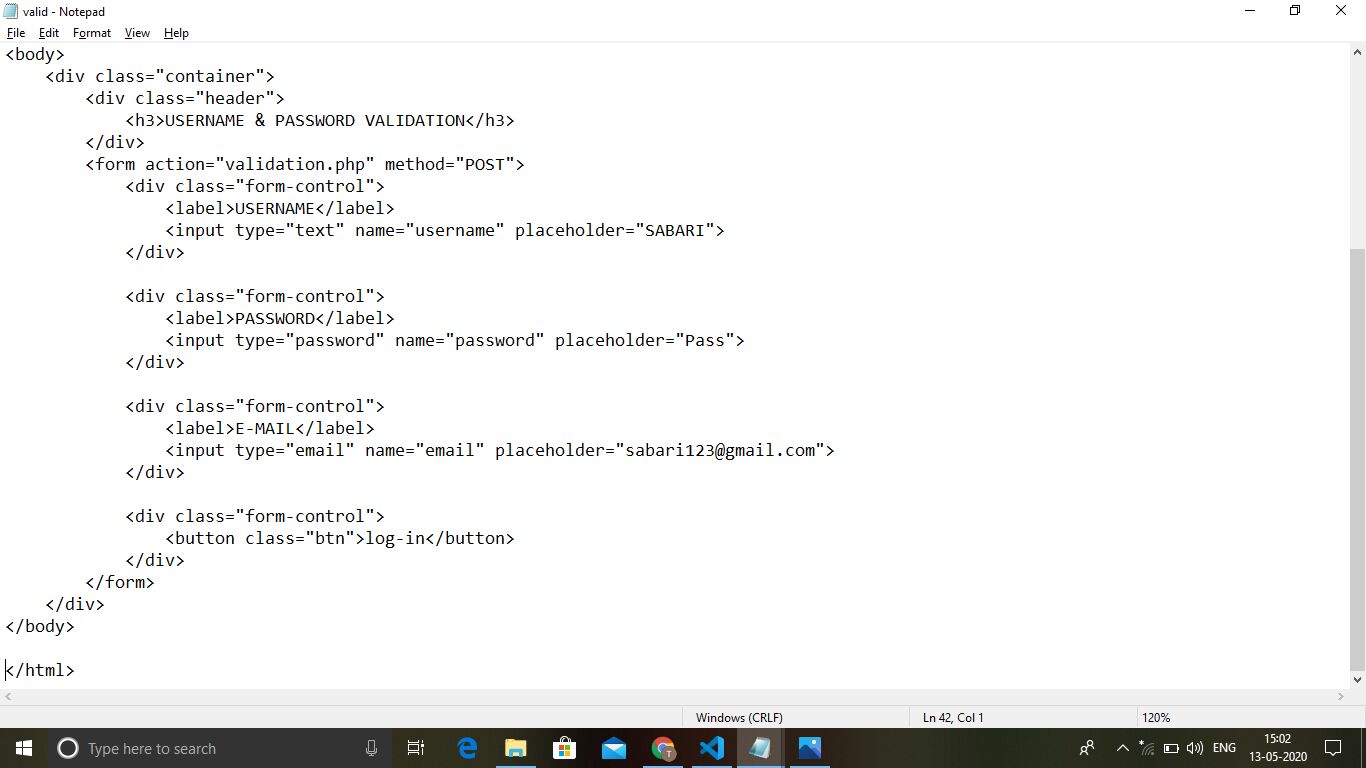 valid - Notepad
File Edit Format View Help
<body>
    <div class="container">
        <div class="header">
            <h3>USERNAME & PASSWORD VALIDATION</h3>
        </div>
        <form action="validation.php" method="POST">
            <div class="form-control">
                <label>USERNAME</label>
                <input type="text" name="username" placeholder="SABARI">
            </div>

            <div class="form-control">
                <label>PASSWORD</label>
                <input type="password" name="password" placeholder="Pass">
            </div>

            <div class="form-control">
                <label>E-MAIL</label>
                <input type="email" name="email" placeholder="sabari123@gmail.com">
            </div>

            <div class="form-control">
                <button class="btn">log-in</button>
            </div>
        </form>
    </div>
</body>

</html>
Windows (CRLF) Ln 42, Col 1 120%
Type here to search
ENG
15:02
13-05-2020